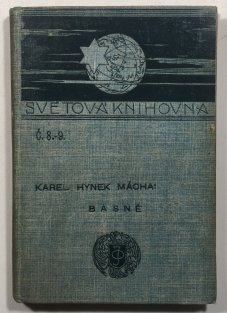 SVĚTOVÁ KNIHOVNA
Č. 8.-9.
KAREL HYNEK MÁCHA:
BÁSNĚ